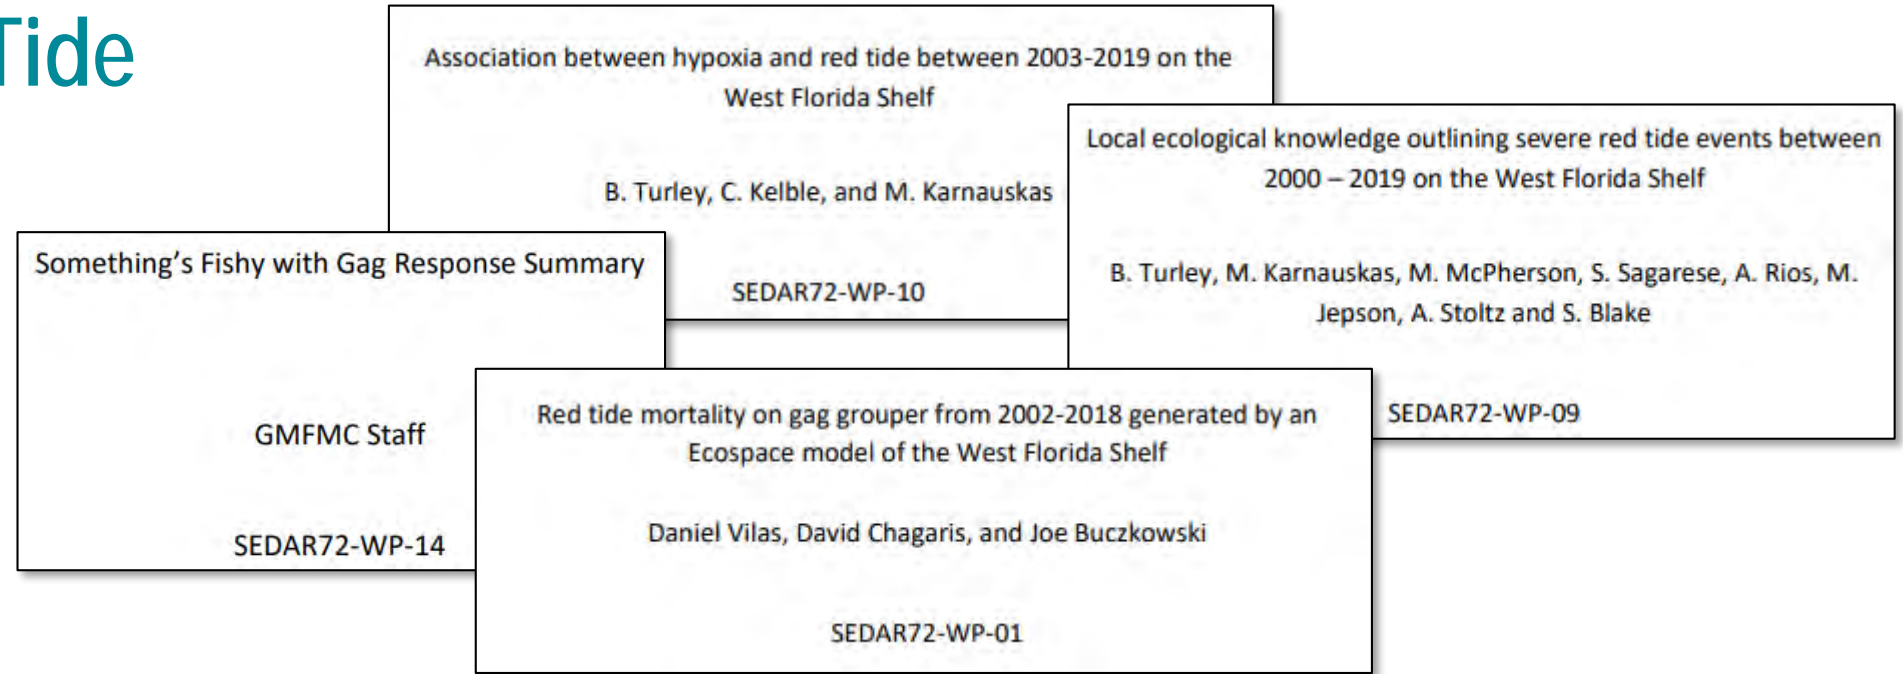 Tide
Association between hypoxia and red tide between 2003-2019 on the
West Florida Shelf
B. Turley, C. Kelble, and M. Karnauskas
SEDAR72-WP-10
Local ecological knowledge outlining severe red tide events between
2000 – 2019 on the West Florida Shelf
B. Turley, M. Karnauskas, M. McPherson, S. Sagarese, A. Rios, M.
Jepson, A. Stoltz and S. Blake
SEDAR72-WP-09
Something's Fishy with Gag Response Summary
GMFMC Staff
SEDAR72-WP-14
Red tide mortality on gag grouper from 2002-2018 generated by an
Ecospace model of the West Florida Shelf
Daniel Vilas, David Chagaris, and Joe Buczkowski
SEDAR72-WP-01